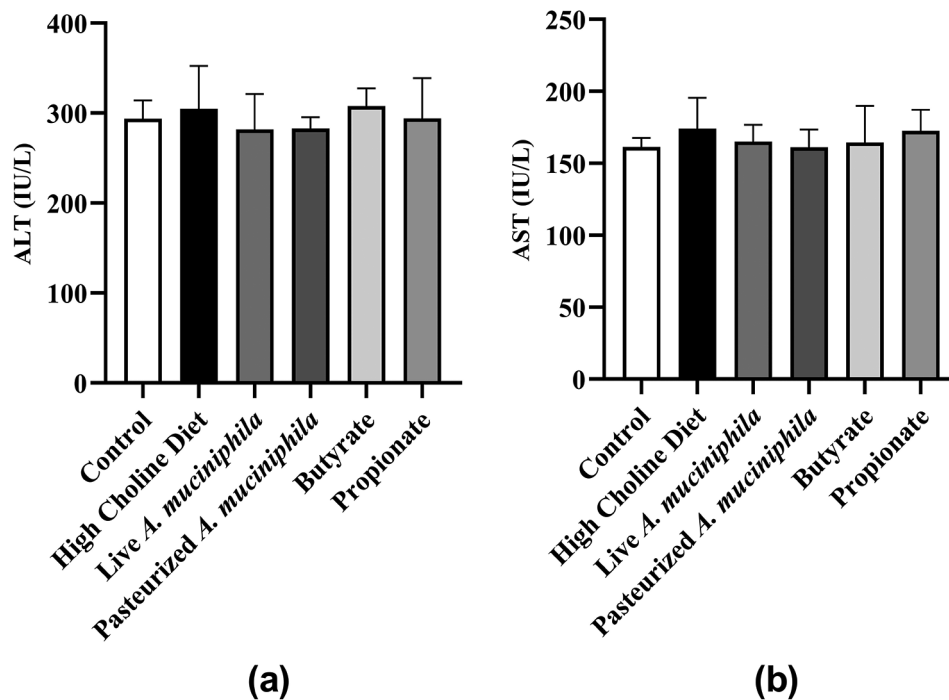 ALT (IU/L)
400
300
200
100
0
Control
High Choline Diet
Live A. muciniphila
Pasteurized A. muciniphila
Butyrate
Propionate
(a)
AST (IU/L)
250
200
150
100
50
0
Control
High Choline Diet
Live A. muciniphila
Pasteurized A. muciniphila
Butyrate
Propionate
(b)